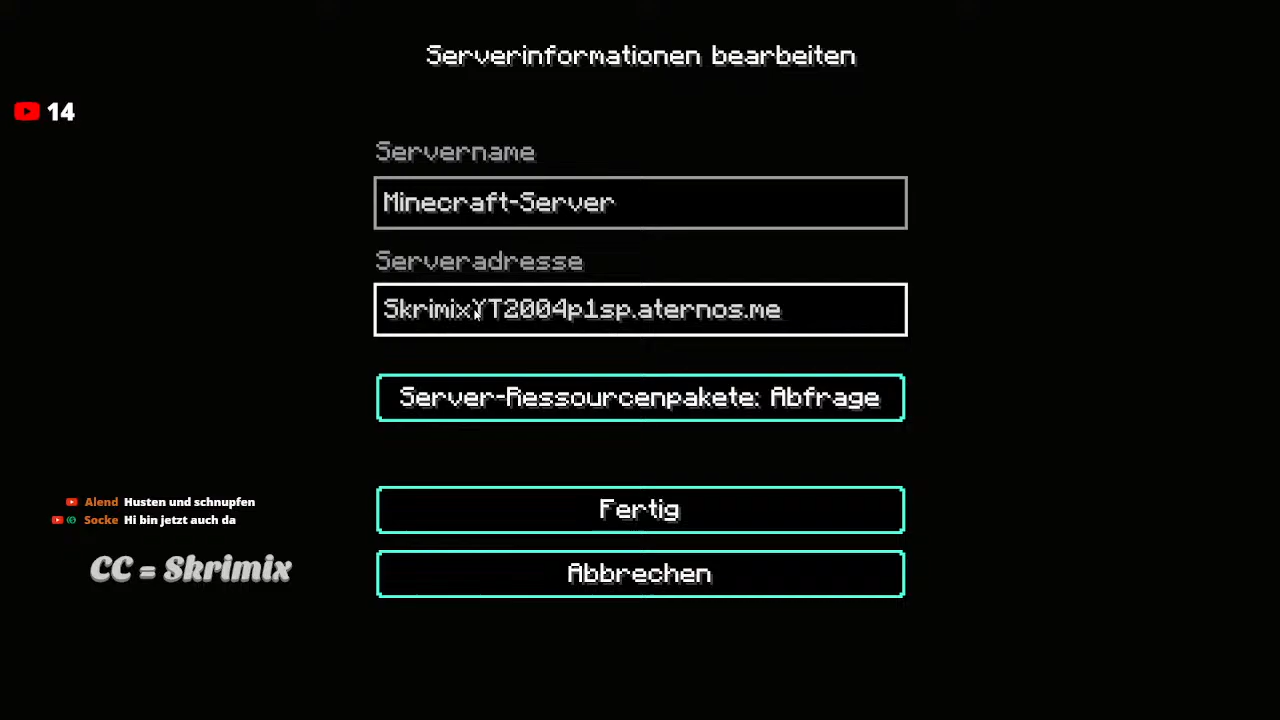 Serverinformationen bearbeiten
14
Servername
Minecraft-Server
Serveradresse
SkrimixYT2004p1sp.aternos.me
Server-Ressourcenpakete: Abfrage
Alend Husten und schnupfen
Socke Hi bin jetzt auch da
Fertig
CC = Skrimix
Abbrechen